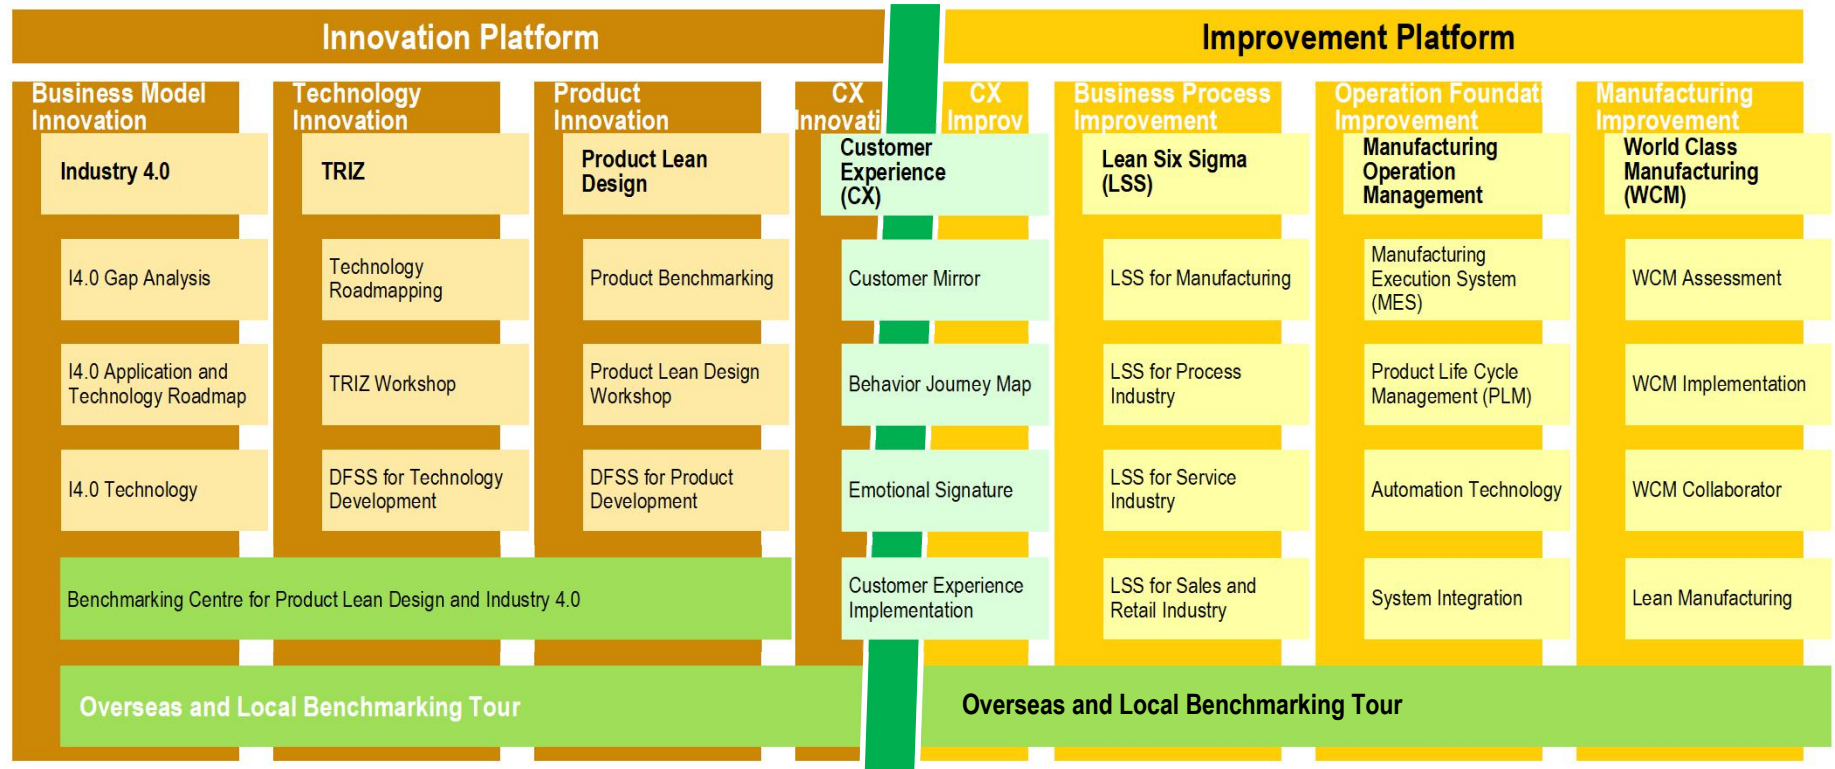 Innovation Platform
Improvement Platform
Business Model
Innovation
Technology
Innovation
Product
Innovation
CX
Innovati
CX
Improv
Business Process
Improvement
Operation Foundati
Improvement
Manufacturing
Improvement
Industry 4.0
TRIZ
Product Lean
Design
Customer
Experience
(CX)
Lean Six Sigma
(LSS)
Manufacturing
Operation
Management
World Class
Manufacturing
(WCM)
I4.0 Gap Analysis
Technology
Roadmapping
Product Benchmarking
Customer Mirror
LSS for Manufacturing
Manufacturing
Execution System
(MES)
WCM Assessment
I4.0 Application and
Technology Roadmap
TRIZ Workshop
Product Lean Design
Workshop
Behavior Journey Map
LSS for Process
Industry
Product Life Cycle
Management (PLM)
WCM Implementation
I4.0 Technology
DFSS for Technology
Development
DFSS for Product
Development
Emotional Signature
LSS for Service
Industry
Automation Technology
WCM Collaborator
Benchmarking Centre for Product Lean Design and Industry 4.0
Customer Experience
Implementation
LSS for Sales and
Retail Industry
System Integration
Lean Manufacturing
Overseas and Local Benchmarking Tour
Overseas and Local Benchmarking Tour